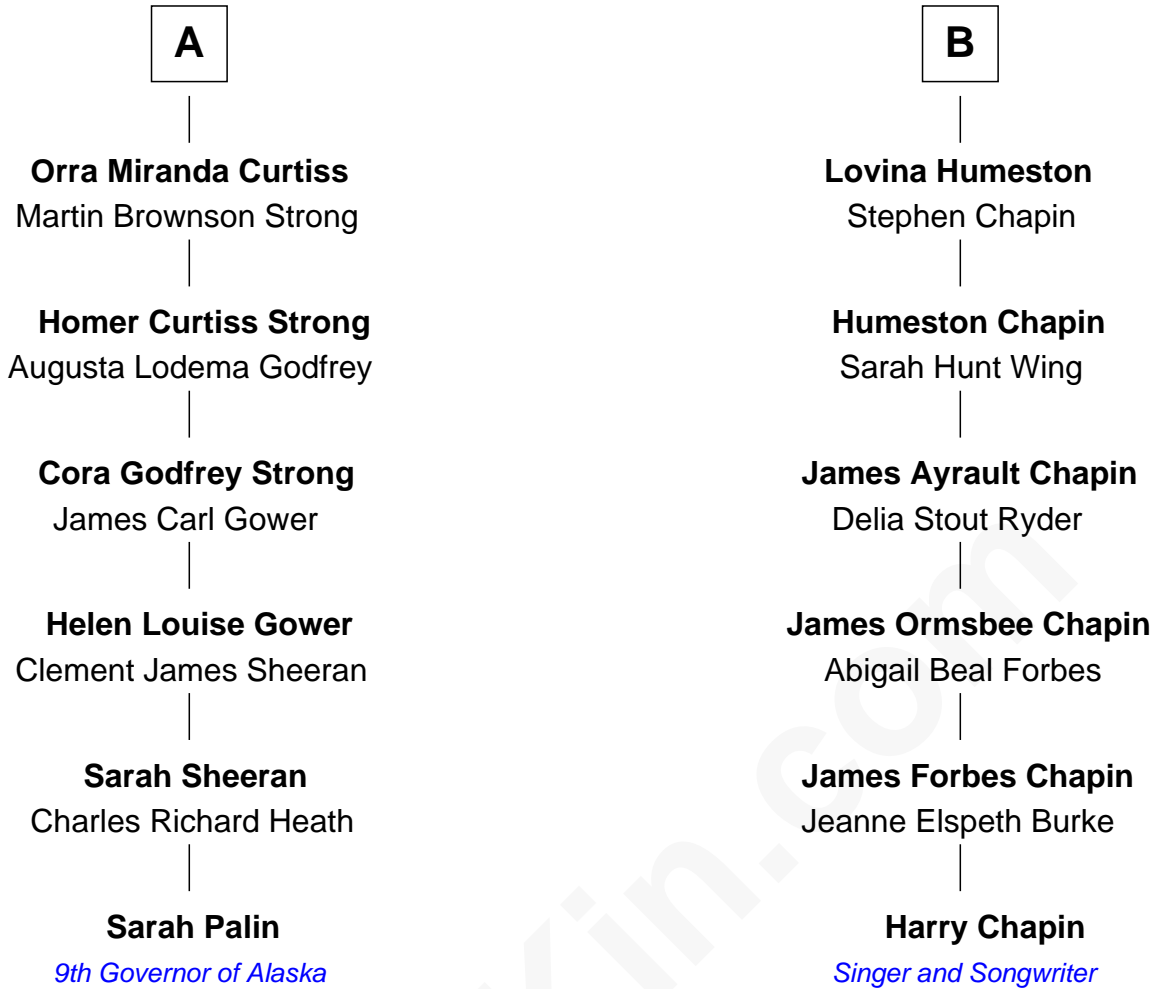 A
Orra Miranda Curtiss
Martin Brownson Strong
Homer Curtiss Strong
Augusta Lodema Godfrey
Cora Godfrey Strong
James Carl Gower
Helen Louise Gower
Clement James Sheeran
Sarah Sheeran
Charles Richard Heath
Sarah Palin
9th Governor of Alaska
B
Lovina Humeston
Stephen Chapin
Humeston Chapin
Sarah Hunt Wing
James Ayrault Chapin
Delia Stout Ryder
James Ormsbee Chapin
Abigail Beal Forbes
James Forbes Chapin
Jeanne Elspeth Burke
Harry Chapin
Singer and Songwriter
Kin.com